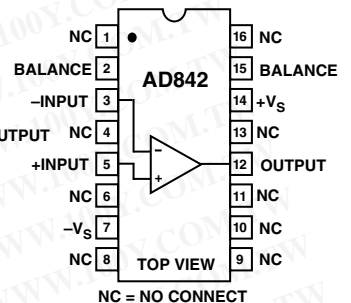 NC 1 16 NC
BALANCE 2 15 BALANCE
AD842
–INPUT 3 14 +VS
UTPUT NC 4 13 NC
+INPUT 5 12 OUTPUT
NC 6 11 NC
–VS 7 10 NC
NC 8 TOP VIEW 9 NC
NC = NO CONNECT